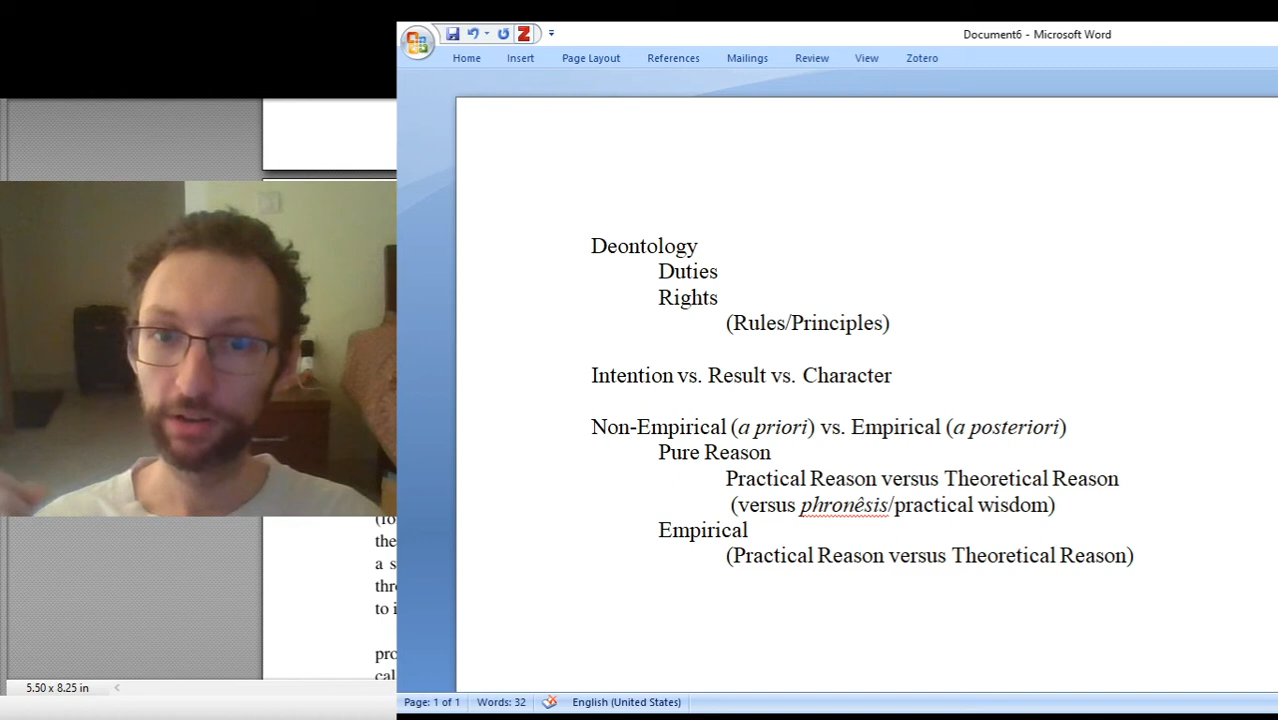 Document6 - Microsoft Word
Home Insert Page Layout References Mailings Review View Zotero
Deontology
Duties
Rights
(Rules/Principles)
Intention vs. Result vs. Character
Non-Empirical (a priori) vs. Empirical (a posteriori)
Pure Reason
Practical Reason versus Theoretical Reason
(versus phronêsis/practical wisdom)
Empirical
(Practical Reason versus Theoretical Reason)
the
a s
to i
5.50 x 8.25 in
Page: 1 of 1 Words: 32 English (United States)